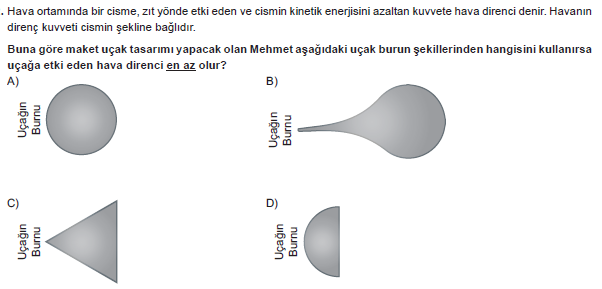 . Hava ortamında bir cisme, zıt yönde etki eden ve cismin kinetik enerjisini azaltan kuvvete hava direnci denir. Havanın
direnç kuvveti cismin şekline bağlıdır.
Buna göre maket uçak tasarımı yapacak olan Mehmet aşağıdaki uçak burun şekillerinden hangisini kullanırsa
uçağa etki eden hava direnci en az olur?
A)
Uçağın
Burnu
B)
Uçağın
Burnu
C)
Uçağın
Burnu
D)
Uçağın
Burnu